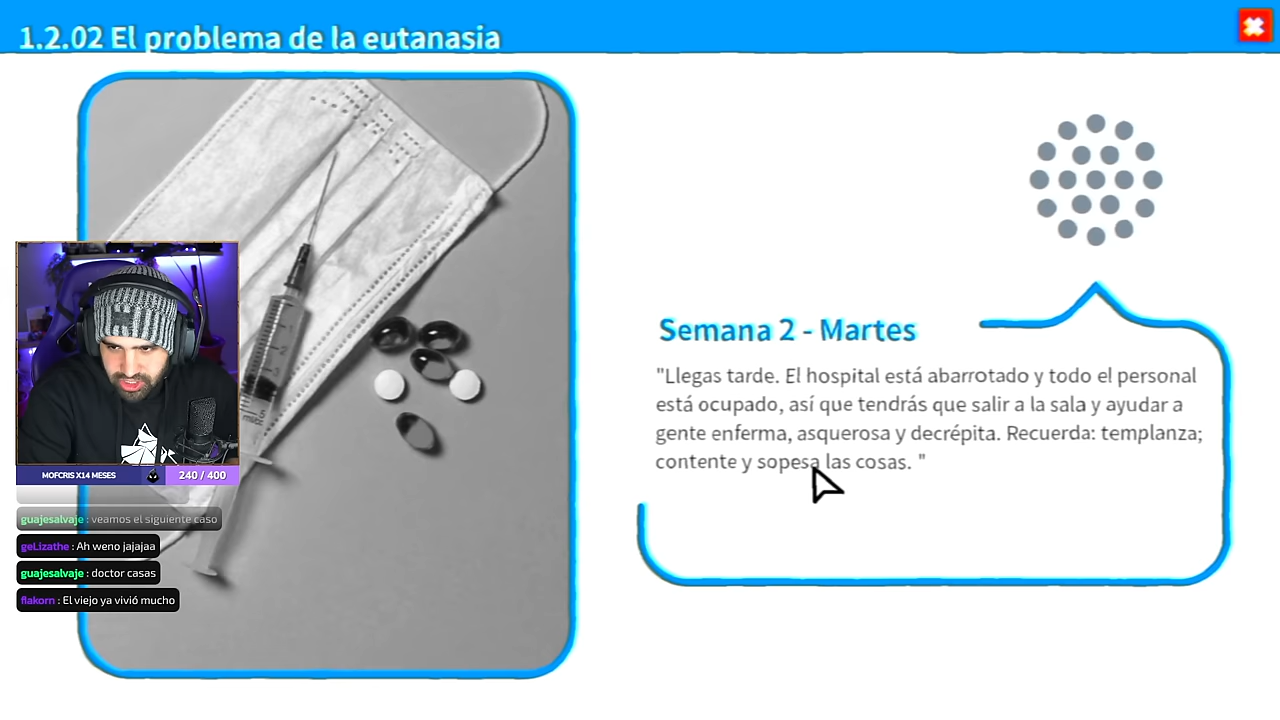 1.2.02 El problema de la eutanasia
Semana 2 - Martes
"Llegas tarde. El hospital está abarrotado y todo el personal
está ocupado, así que tendrás que salir a la sala y ayudar a
gente enferma, asquerosa y decrépita. Recuerda: templanza;
contente y sopesa las cosas. "
MOFCRIS X14 MESES 240 / 400
guajesalvaje : veamos el siguiente caso
geLizathe : Ah weno jajajaa
guajesalvaje : doctor casas
flakorn : El viejo ya vivió mucho